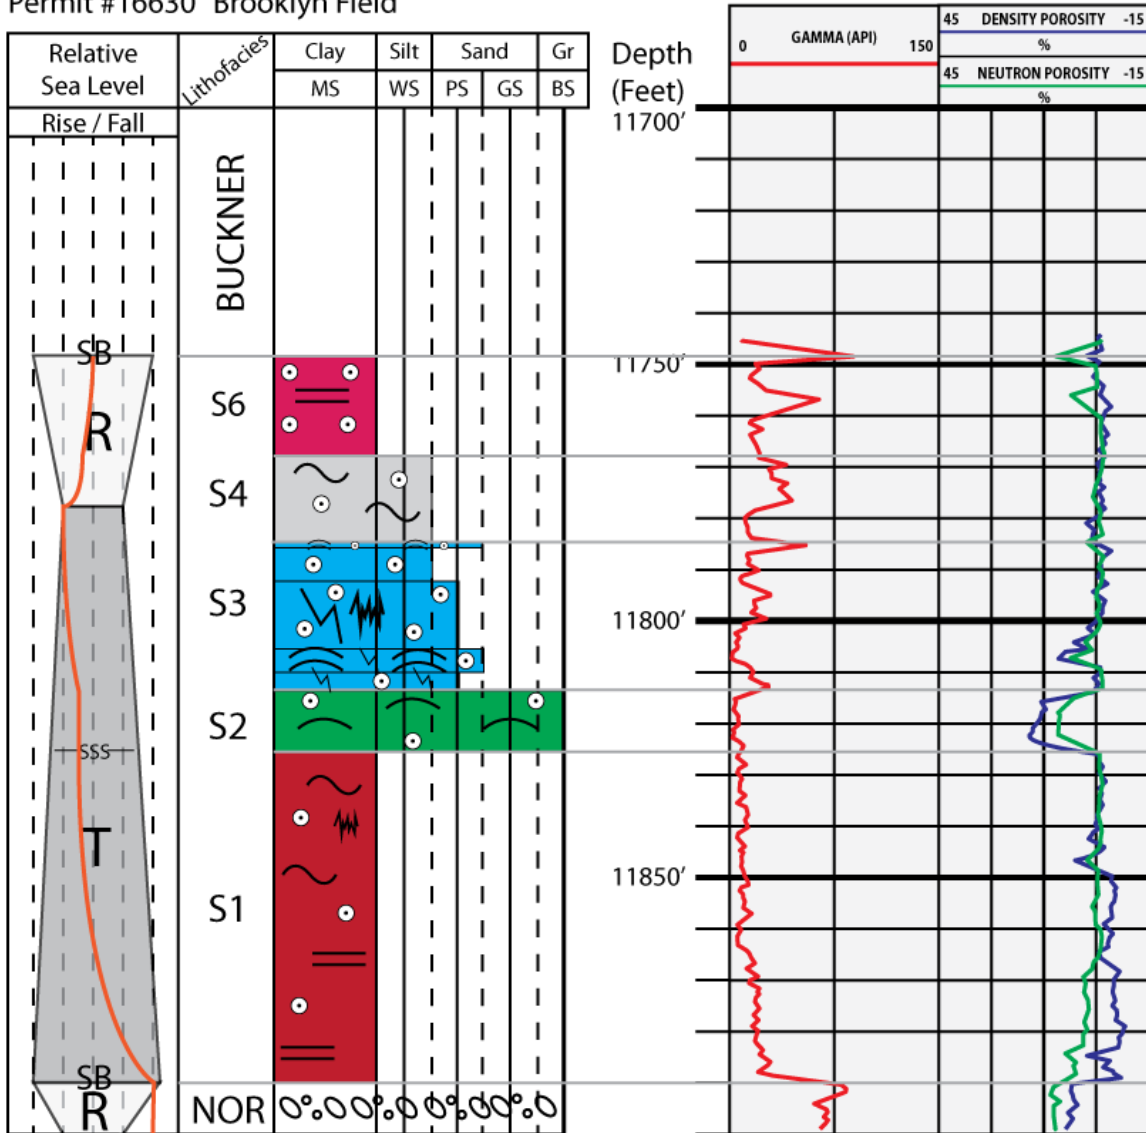 Permit #16630 Brooklyn Field
Relative
Sea Level
Rise / Fall
Lithofacies
Clay Silt Sand Gr
MS WS PS GS BS
Depth
(Feet)
0 GAMMA (API) 150
45 DENSITY POROSITY -15
%
45 NEUTRON POROSITY -15
%
11700'
BUCKNER
SB
11750'
R
S6
S4
S3
11800'
S2
SSS
T
11850'
S1
SB
R
NOR